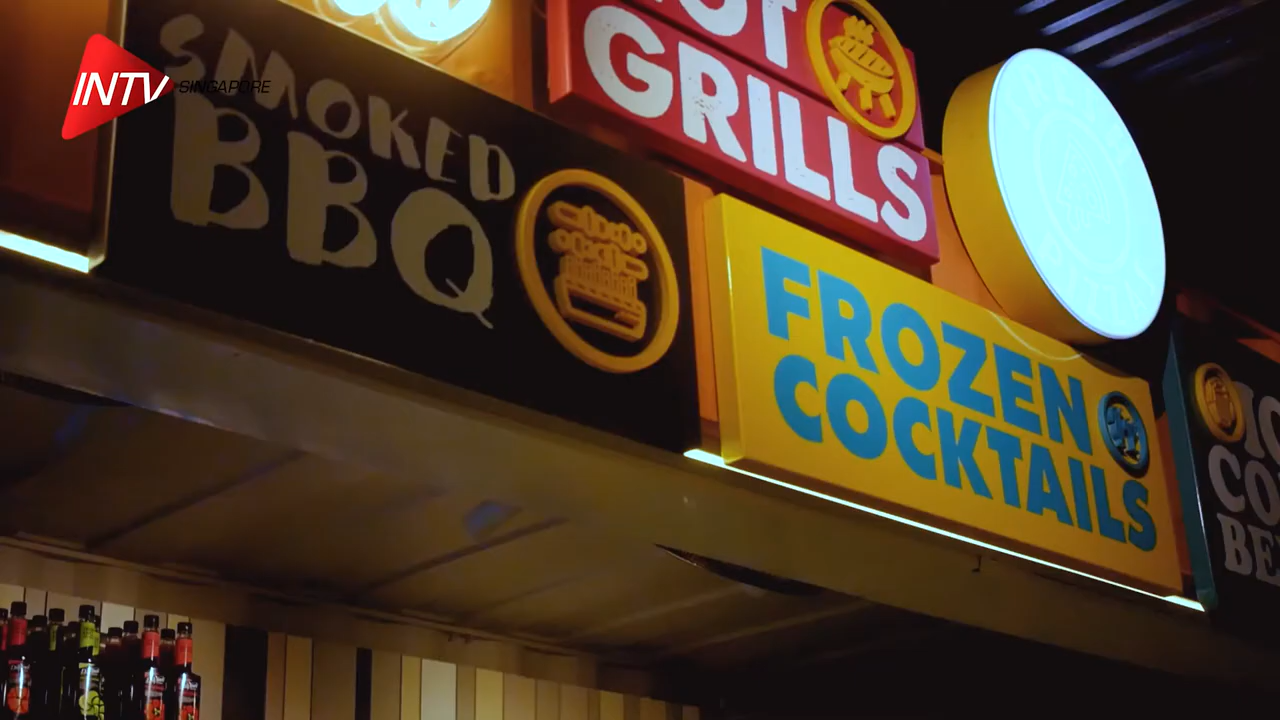 INTV SINGAPORE
SMOKED
BBQ
GRILLS
FROZEN
COCKTAILS